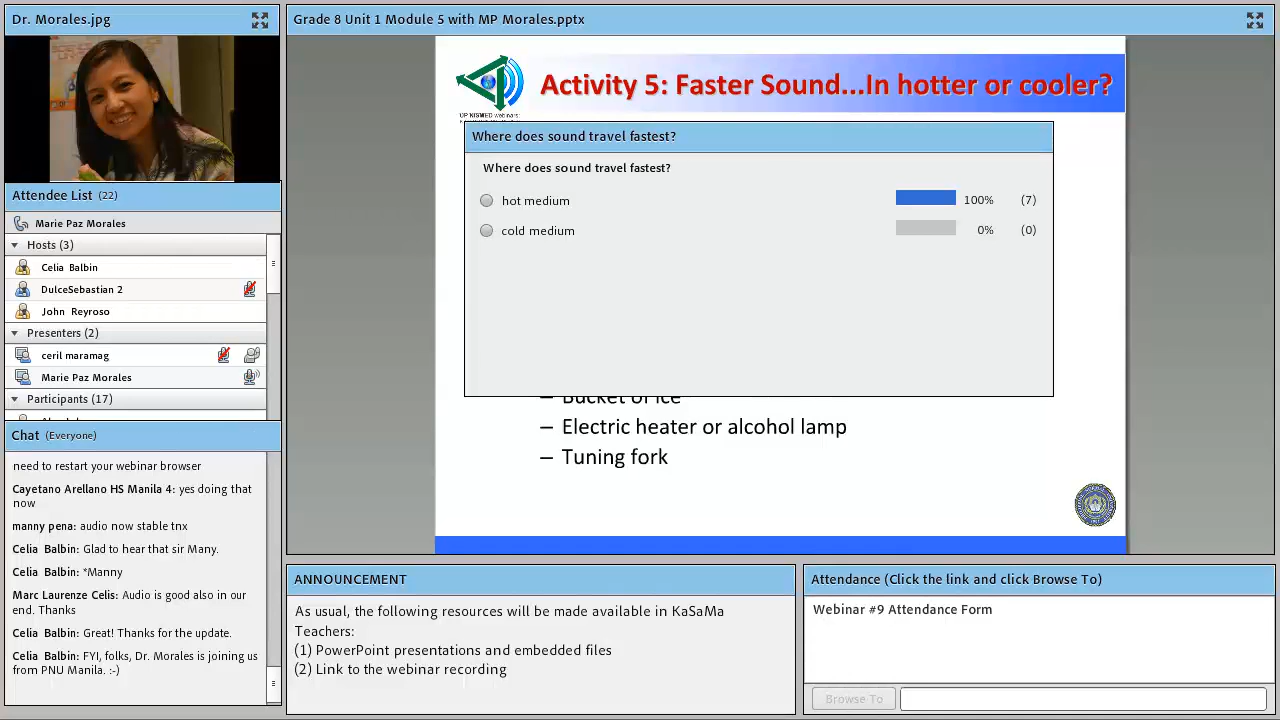 Dr. Morales.jpg
Attendee List (22)
Marie Paz Morales
Hosts (3)
Celia Balbin
DulceSebastian 2
John Reyroso
Presenters (2)
ceril maramag
Marie Paz Morales
Participants (17)
Chat (Everyone)
need to restart your webinar browser
Cayetano Arellano HS Manila 4: yes doing that
now
manny pena: audio now stable tnx
Celia Balbin: Glad to hear that sir Many.
Celia Balbin: *Manny
Marc Laurenze Celis: Audio is good also in our
end. Thanks
Celia Balbin: Great! Thanks for the update.
Celia Balbin: FYI, folks, Dr. Morales is joining us
from PNU Manila. :-)
Grade 8 Unit 1 Module 5 with MP Morales.pptx
Activity 5: Faster Sound...In hotter or cooler?
UP NISMED webinars:
Where does sound travel fastest?
Where does sound travel fastest?
hot medium 100% (7)
cold medium 0% (0)
– Bucket of ice
– Electric heater or alcohol lamp
– Tuning fork
ANNOUNCEMENT
As usual, the following resources will be made available in KaSaMa
Teachers:
(1) PowerPoint presentations and embedded files
(2) Link to the webinar recording
Attendance (Click the link and click Browse To)
Webinar #9 Attendance Form
Browse To